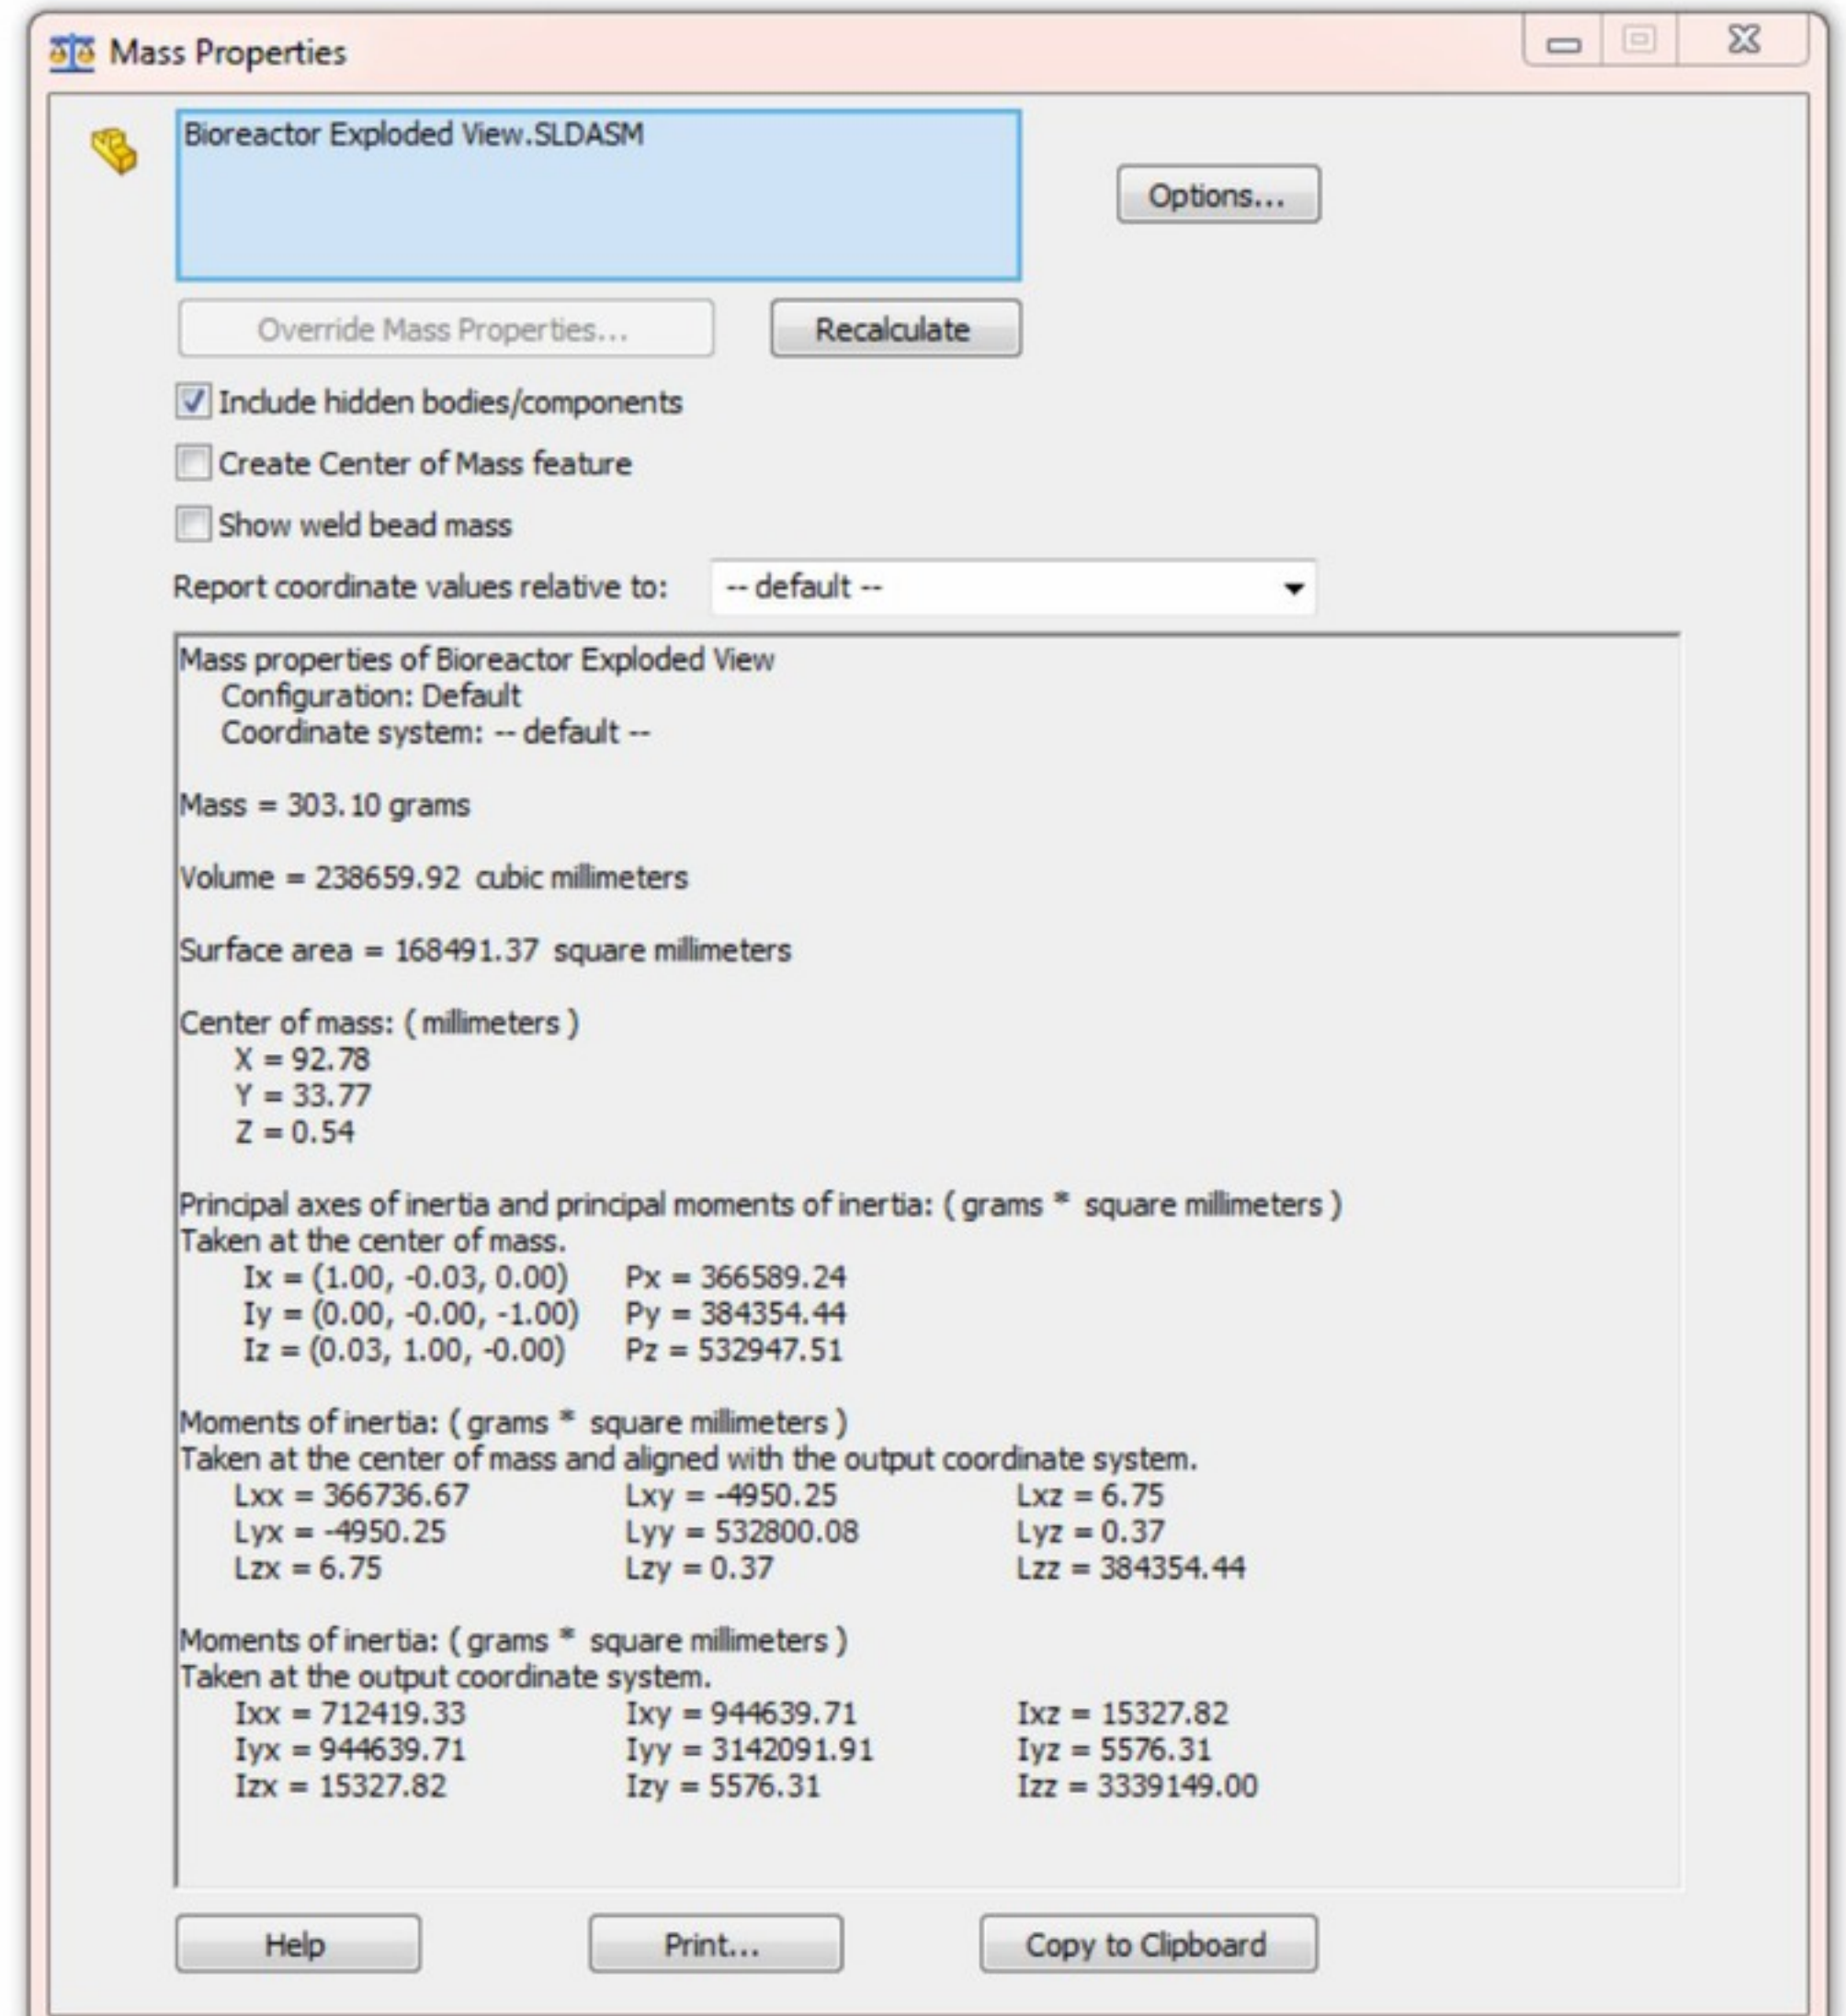 Mass Properties
Bioreactor Exploded View.SLDASM
Options...
Override Mass Properties...
Recalculate
Include hidden bodies/components
Create Center of Mass feature
Show weld bead mass
Report coordinate values relative to: -- default --
Mass properties of Bioreactor Exploded View
Configuration: Default
Coordinate system: -- default --
Mass = 303.10 grams
Volume = 238659.92 cubic millimeters
Surface area = 168491.37 square millimeters
Center of mass: ( millimeters )
X = 92.78
Y = 33.77
Z = 0.54
Principal axes of inertia and principal moments of inertia: ( grams * square millimeters )
Taken at the center of mass.
Ix = (1.00, -0.03, 0.00) Px = 366589.24
Iy = (0.00, -0.00, -1.00) Py = 384354.44
Iz = (0.03, 1.00, -0.00) Pz = 532947.51
Moments of inertia: ( grams * square millimeters )
Taken at the center of mass and aligned with the output coordinate system.
Lxx = 366736.67 Lxy = -4950.25 Lxz = 6.75
Lyx = -4950.25 Lyy = 532800.08 Lyz = 0.37
Lzx = 6.75 Lzy = 0.37 Lzz = 384354.44
Moments of inertia: ( grams * square millimeters )
Taken at the output coordinate system.
Ixx = 712419.33 Ixy = 944639.71 Ixz = 15327.82
Iyx = 944639.71 Iyy = 3142091.91 Iyz = 5576.31
Izx = 15327.82 Izy = 5576.31 Izz = 3339149.00
Help Print... Copy to Clipboard